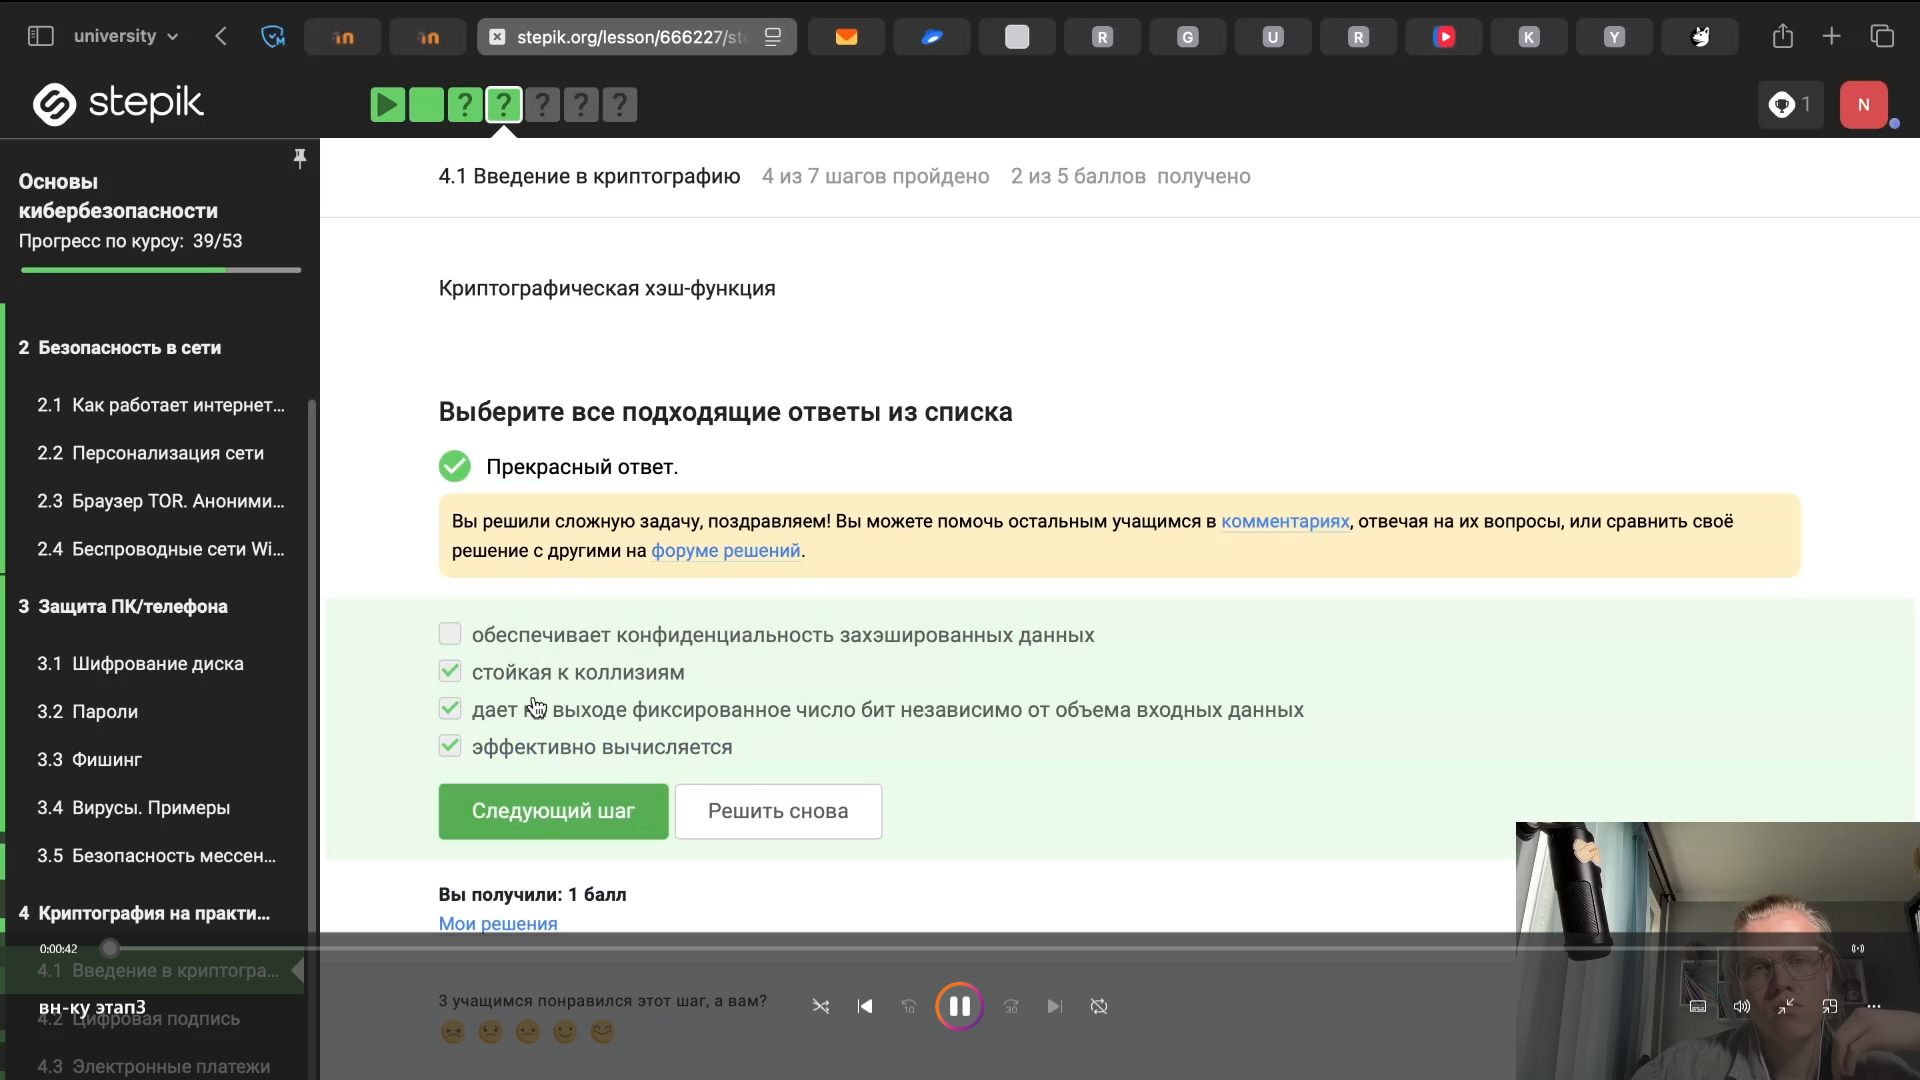 university
stepik.org/lesson/666227/st
R
G
U
R
K
Y
stepik
?
?
?
?
?
1
N
Основы
кибербезопасности
Прогресс по курсу: 39/53
2 Безопасность в сети
2.1 Как работает интернет...
2.2 Персонализация сети
2.3 Браузер TOR. Аноними...
2.4 Беспроводные сети Wi...
3 Защита ПК/телефона
3.1 Шифрование диска
3.2 Пароли
3.3 Фишинг
3.4 Вирусы. Примеры
3.5 Безопасность мессен...
4 Криптография на практи...
0:00:42
4.1 Введение в криптогра...
вн-ку этап3
4.2 Цифровая подпись
4.3 Электронные платежи
4.1 Введение в криптографию 4 из 7 шагов пройдено 2 из 5 баллов получено
Криптографическая хэш-функция
Выберите все подходящие ответы из списка
Прекрасный ответ.
Вы решили сложную задачу, поздравляем! Вы можете помочь остальным учащимся в комментариях, отвечая на их вопросы, или сравнить своё
решение с другими на форуме решений.
обеспечивает конфиденциальность захэшированных данных
стойкая к коллизиям
дает выходе фиксированное число бит независимо от объема входных данных
эффективно вычисляется
Следующий шаг Решить снова
Вы получили: 1 балл
Мои решения
3 учащимся понравился этот шаг, а вам?
10
30